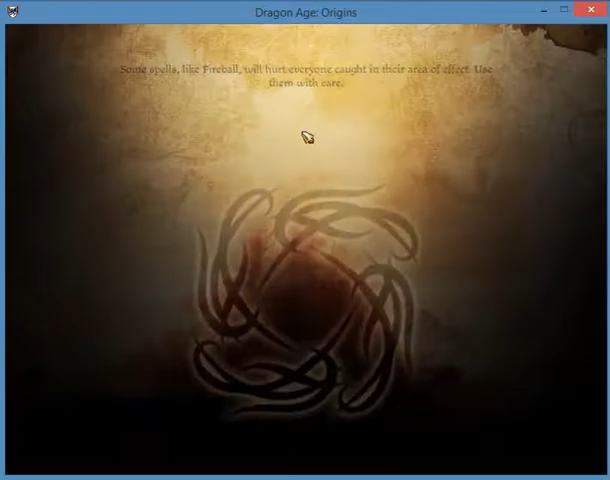 Dragon Age: Origins
Some spells, like Fireball, will hurt everyone caught in their area of effect. Use
them with care.